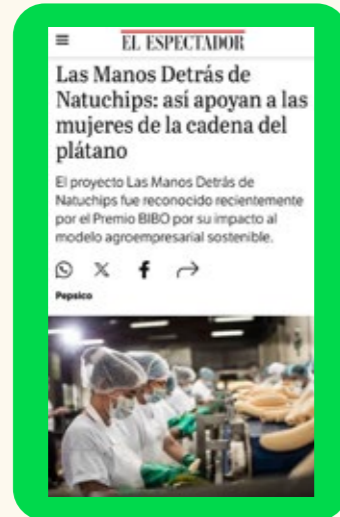 EL ESPECTADOR
Las Manos Detrás de
Natuchips: así apoyan a las
mujeres de la cadena del
plátano
El proyecto Las Manos Detrás de
Natuchips fue reconocido recientemente
por el Premio BIBO por su impacto al
modelo agroempresarial sostenible.
Pepsico